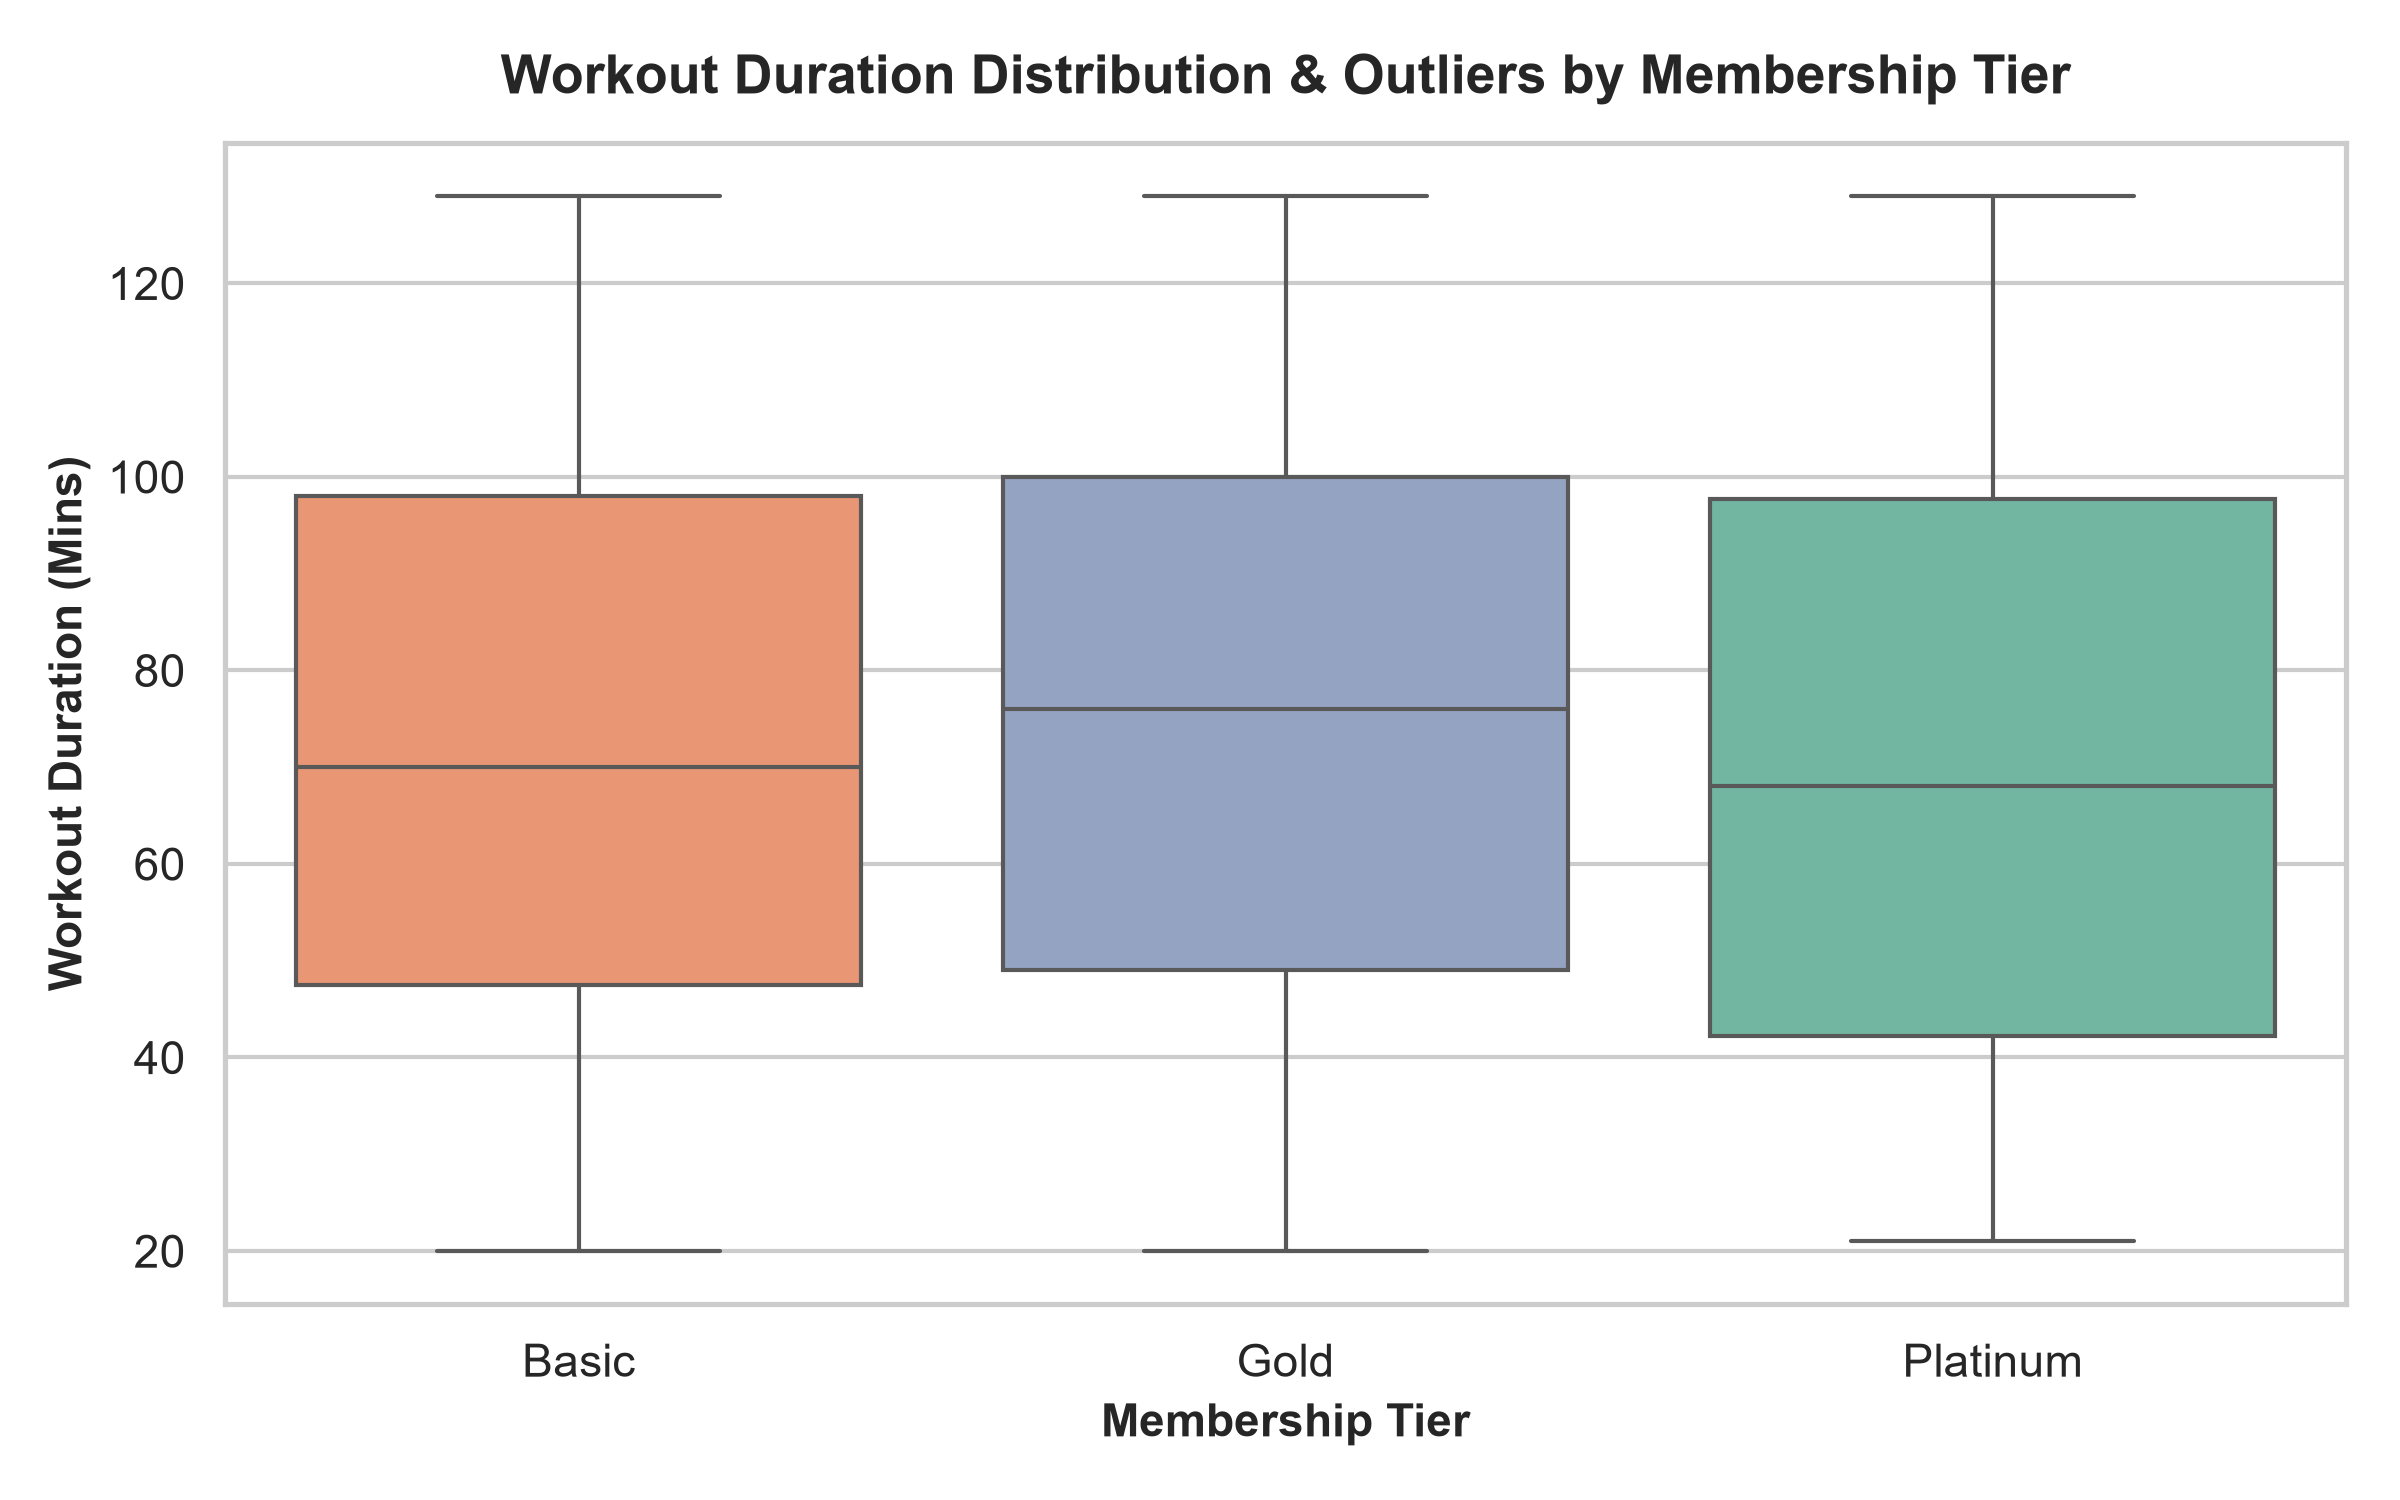 Workout Duration Distribution & Outliers by Membership Tier
Workout Duration (Mins)
120
100
80
60
40
20
Basic Gold Platinum
Membership Tier